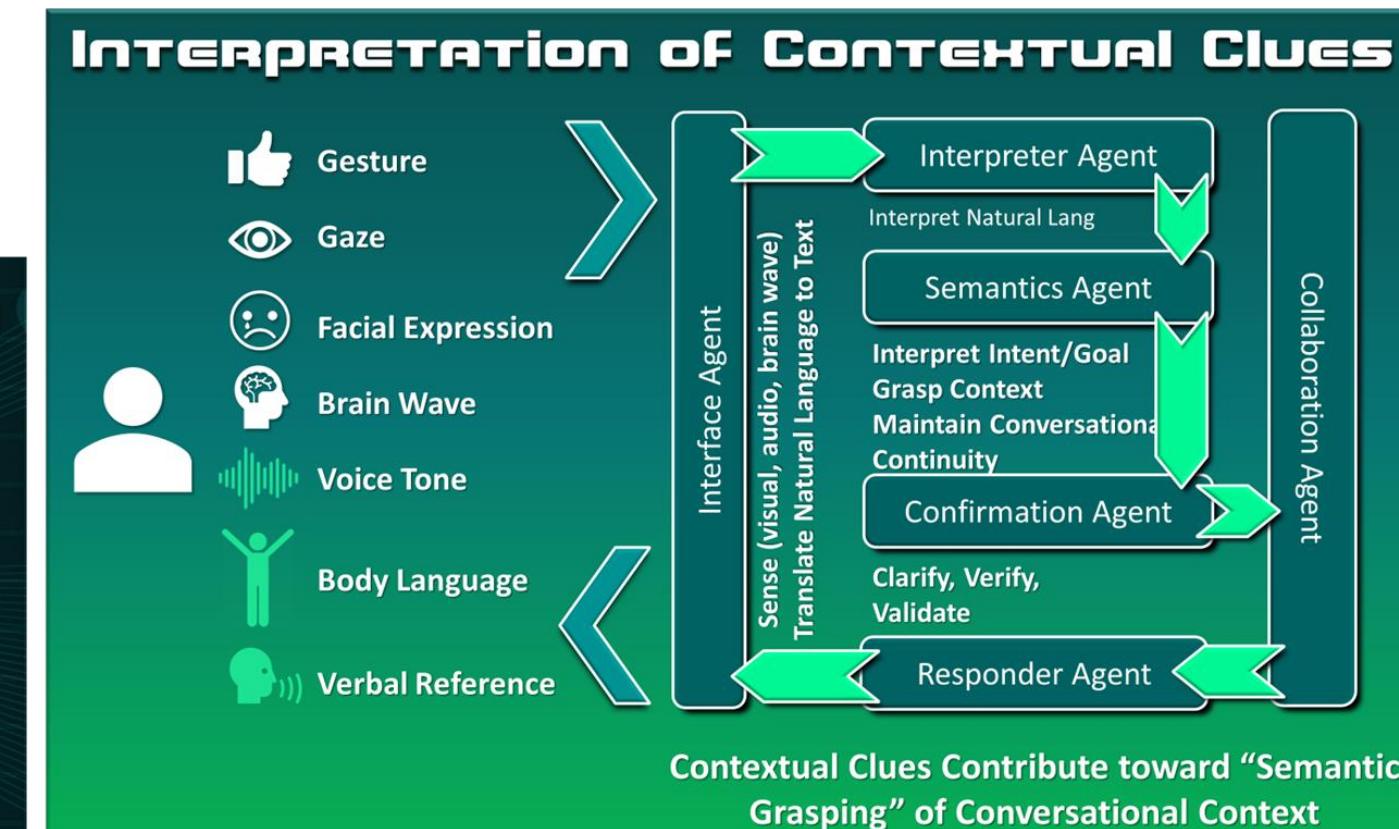 Interpretation of Contextual Clues
Gesture
Gaze
Facial Expression
Brain Wave
Voice Tone
Body Language
Verbal Reference
Interface Agent
Sense (visual, audio, brain wave)
Translate Natural Language to Text
Interpreter Agent
Interpret Natural Lang
Semantics Agent
Interpret Intent/Goal
Grasp Context
Maintain Conversationa
Continuity
Confirmation Agent
Clarify, Verify,
Validate
Responder Agent
Collaboration Agent
Contextual Clues Contribute toward “Semantic
Grasping” of Conversational Context